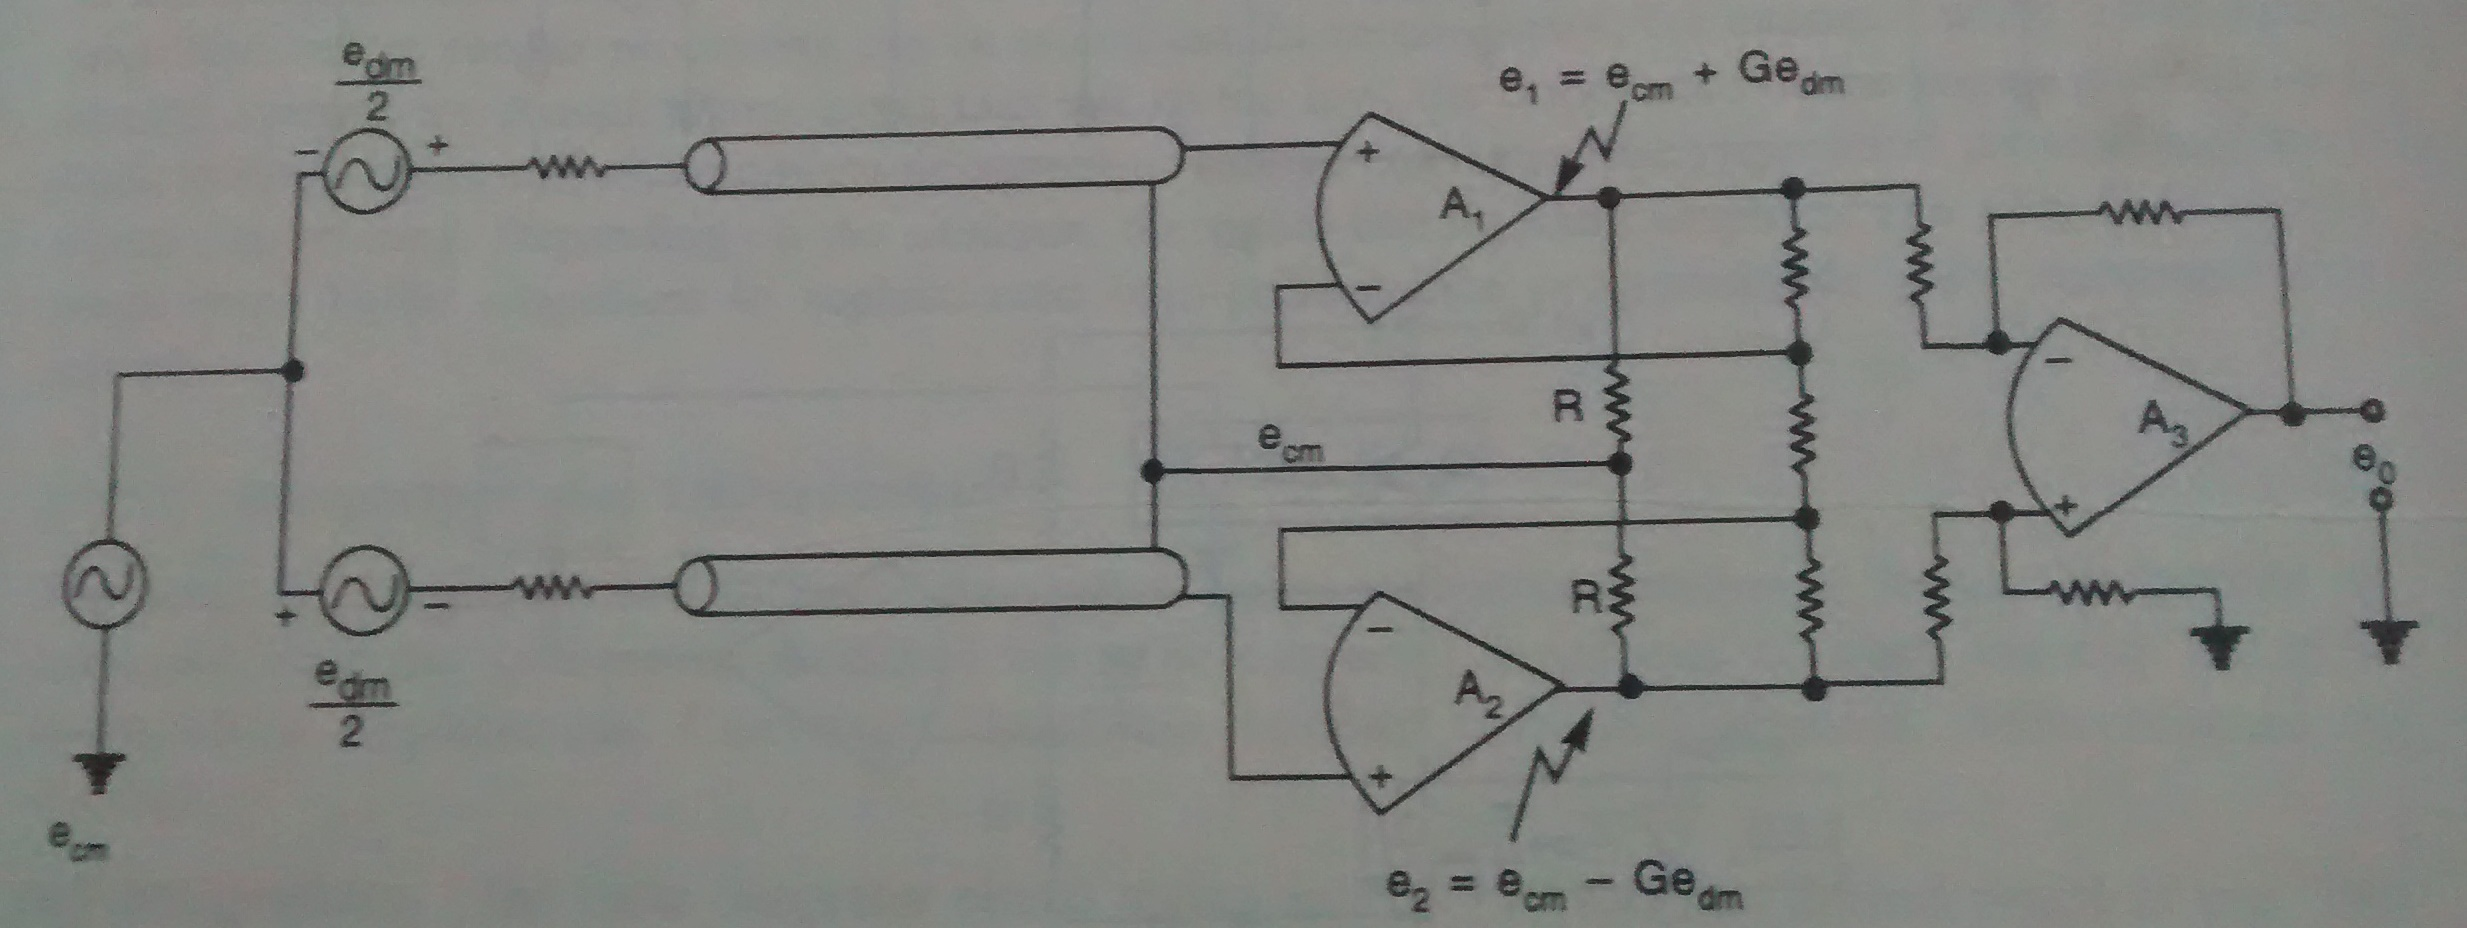 e_dm/2
- +
e₁ = e_cm + Ge_dm
+
A₁
-
R
-
A₃
e_cm
+
e₀
R
+ -
-
A₂
+
e_dm/2
e_cm
e₂ = e_cm - Ge_dm